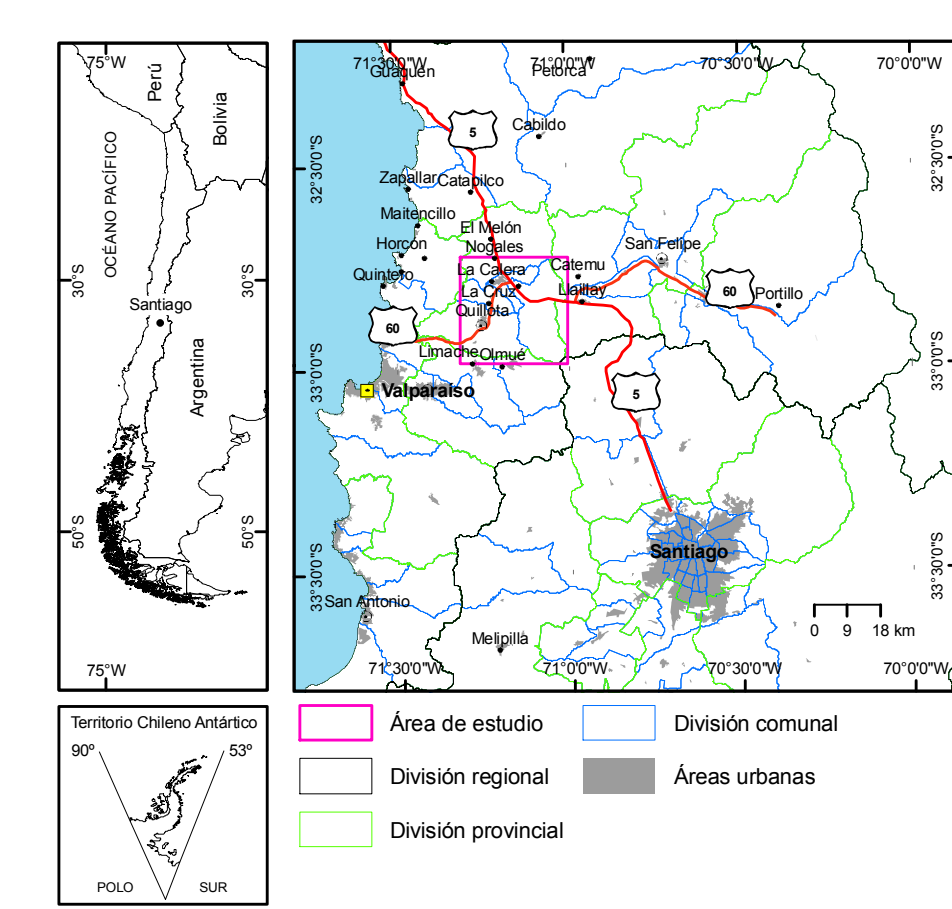 75°W
Perú
Bolivia
OCÉANO PACÍFICO
30°S
30°S
Santiago
Argentina
50°S
50°S
75°W
71°30'0"W
71°00'0"W
70°30'0"W
70°00'0"W
Guaquén
Petorca
5
Cabildo
32°30'0"S
32°30'0"S
Zapallar
Catapilco
Maitencillo
El Melón
Horcón
Nogales
San Felipe
Quintero
La Calera
Catemu
La Cruz
Llaillay
60
Portillo
Quillota
60
Limache
Olmué
33°0'0"S
33°0'0"S
Valparaíso
5
Santiago
33°30'0"S
33°30'0"S
San Antonio
Melipilla
0 9 18 km
71°30'0"W
71°00'0"W
70°30'0"W
70°00'0"W
Territorio Chileno Antártico
90º
53º
POLO
SUR
Área de estudio
División comunal
División regional
Áreas urbanas
División provincial